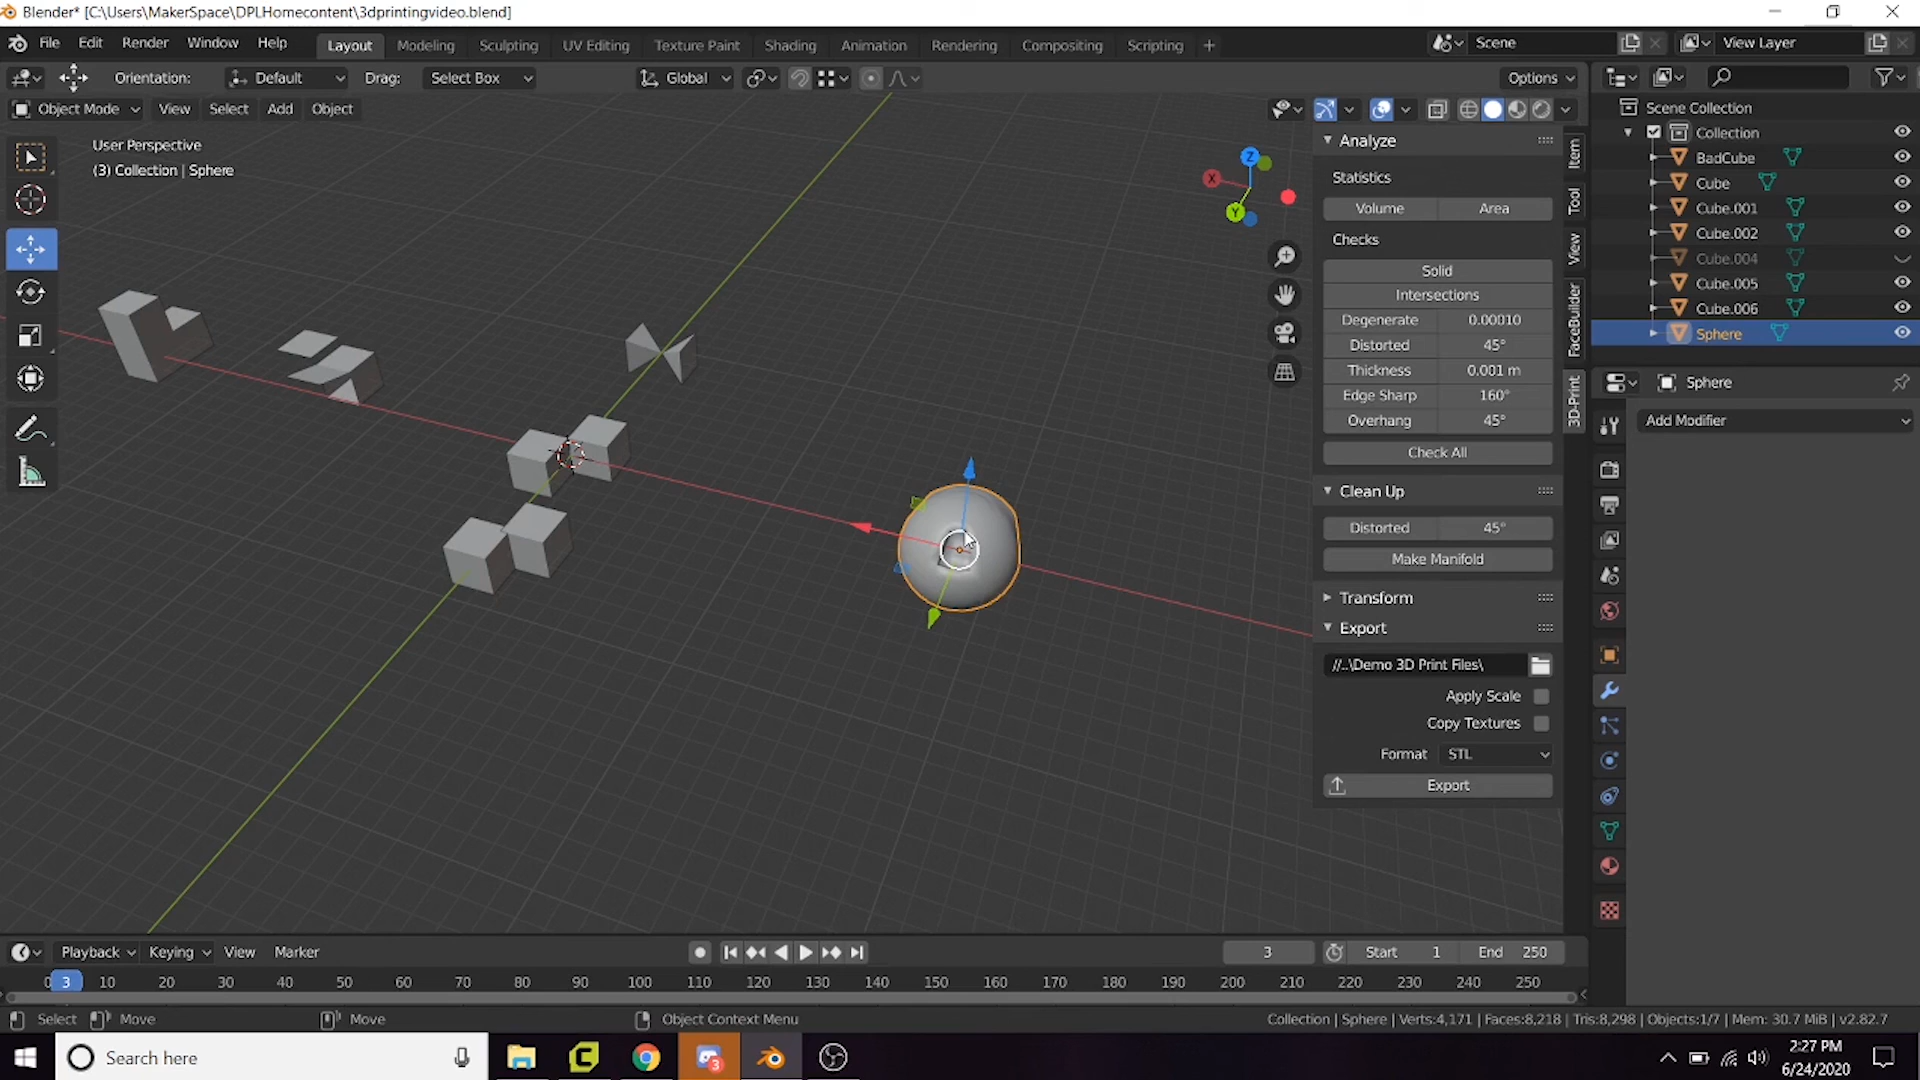 Blender* [C:\Users\MakerSpace\DPLHomecontent\3dprintingvideo.blend]
File Edit Render Window Help Layout Modeling Sculpting UV Editing Texture Paint Shading Animation Rendering Compositing Scripting + Scene View Layer
Orientation: Default Drag: Select Box Global Options
Object Mode View Select Add Object
User Perspective
(3) Collection | Sphere
X
Y
Z
Analyze
Statistics
Volume Area
Checks
Solid
Intersections
Degenerate 0.00010
Distorted 45°
Thickness 0.001 m
Edge Sharp 160°
Overhang 45°
Check All
Clean Up
Distorted 45°
Make Manifold
Transform
Export
//..\Demo 3D Print Files\
Apply Scale
Copy Textures
Format STL
Export
Item
Tool
View
FaceBuilder
3D-Print
Scene Collection
Collection
BadCube
Cube
Cube.001
Cube.002
Cube.004
Cube.005
Cube.006
Sphere
Sphere
Add Modifier
Playback Keying View Marker 3 Start 1 End 250
0 3 10 20 30 40 50 60 70 80 90 100 110 120 130 140 150 160 170 180 190 200 210 220 230 240 250
Select Move Move Object Context Menu Collection | Sphere | Verts:4,171 | Faces:8,218 | Tris:8,298 | Objects:1/7 | Mem: 30.7 MiB | v2.82.7
Search here
3
2:27 PM
6/24/2020